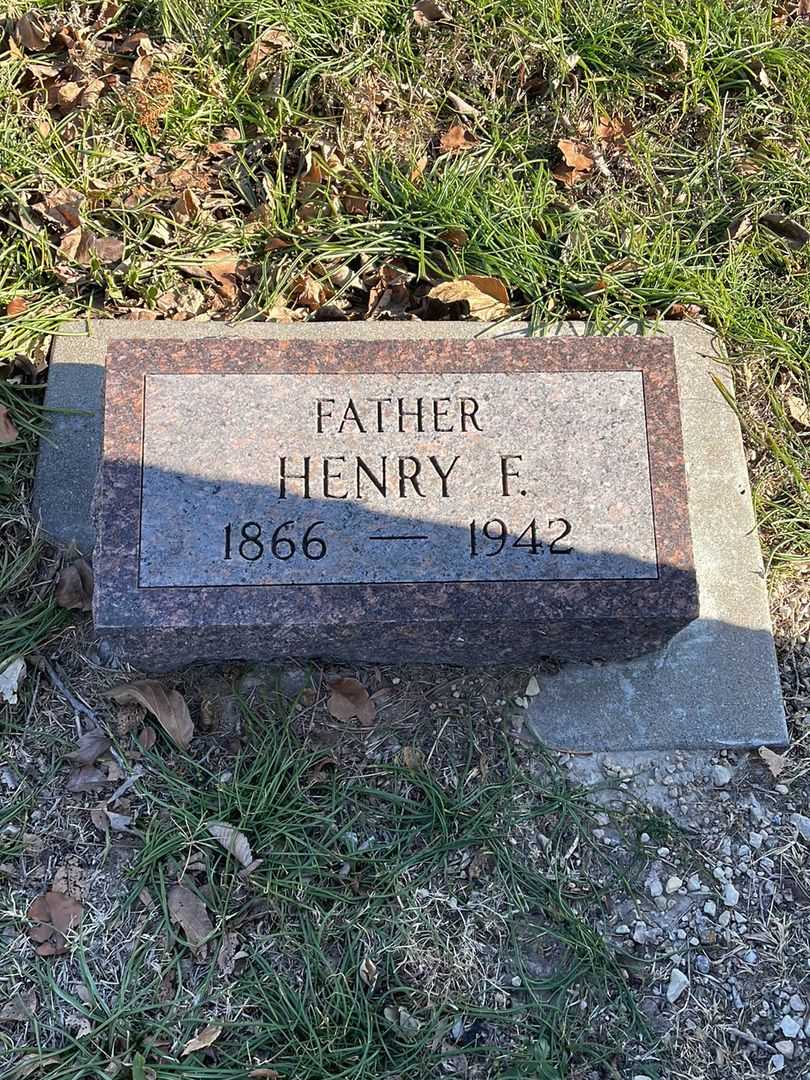 FATHER
HENRY F.
1866 — 1942